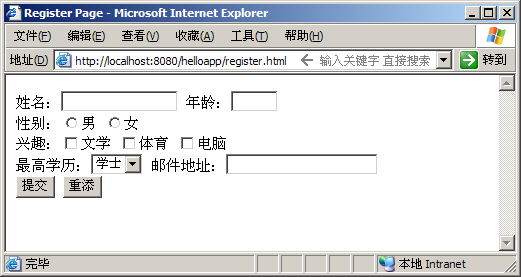 Register Page - Microsoft Internet Explorer
文件(F) 编辑(E) 查看(V) 收藏(A) 工具(T) 帮助(H)
地址(D) http://localhost:8080/helloapp/register.html 输入关键字 直接搜索 转到
姓名: 年龄:
性别: 男 女
兴趣: 文学 体育 电脑
最高学历: 学士 邮件地址:
提交 重添
完毕 本地 Intranet